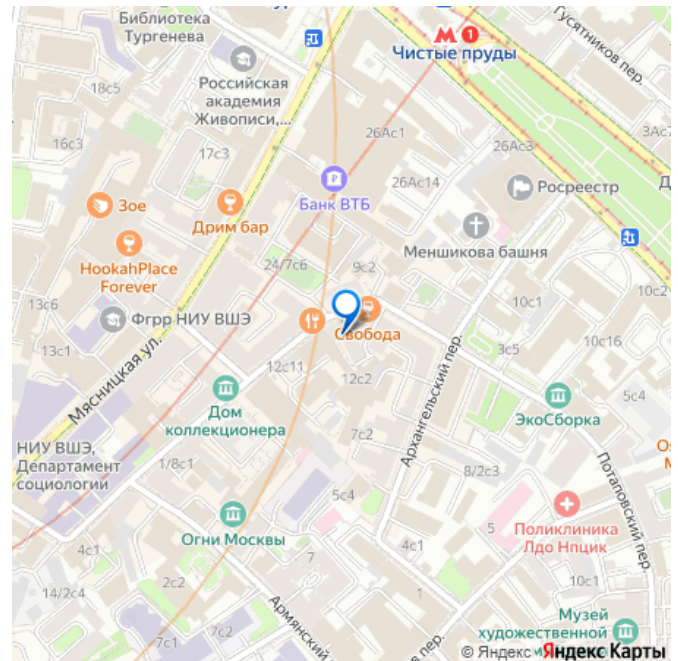 Библиотека
Тургенева
Чистые пруды
1
Гусятников пер.
18с5
Российская
академия
Живописи,...
26Ас1
3Ас
16с3
17с3
26Ас3
26Ас14
Росреестр
Банк ВТБ
Зое
Дрим бар
Меншикова башня
HookahPlace
Forever
24/7с6
9с2
10с2
13с6
10с1
Фгрр НИУ ВШЭ
Свобода
13с1
3с5
10с16
Мясницкая ул.
12с11
12с2
Архангельский пер.
5с4
Дом
коллекционера
ЭкоСборка
7с2
НИУ ВШЭ,
Департамент
социологии
1/8с1
8/2с3
Потаповский пер.
5с4
Огни Москвы
5
Поликлиника
Лдо Нпцик
4с1
7
4с1
14/2с4
2с2
10с1
Армянский
пер.
Музей
художественной
7с1
7с2
© Яндекс Яндекс Карты